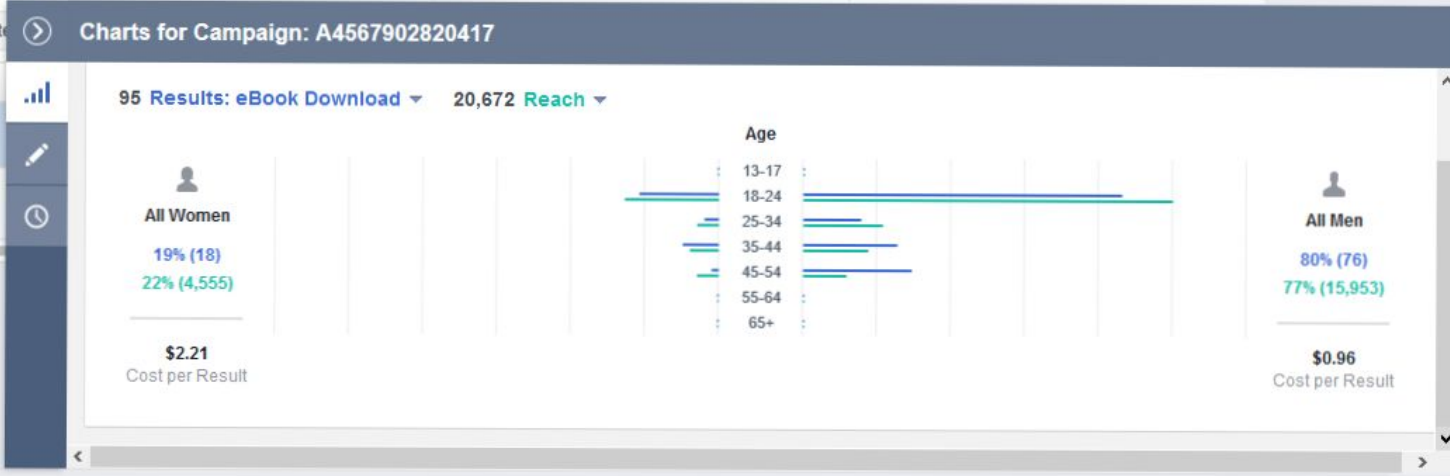 Charts for Campaign: A4567902820417
95 Results: eBook Download
20,672 Reach
Age
13-17
18-24
25-34
35-44
45-54
55-64
65+
All Women
19% (18)
22% (4,555)
$2.21
Cost per Result
All Men
80% (76)
77% (15,953)
$0.96
Cost per Result